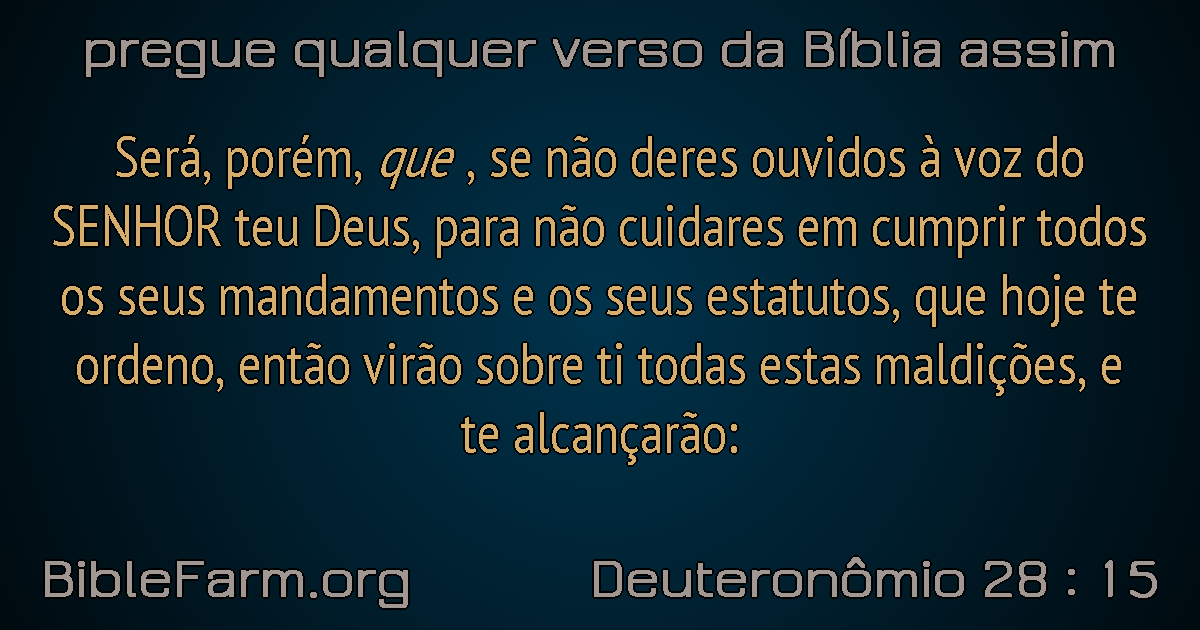 pregue qualquer verso da Bíblia assim
Será, porém, que , se não deres ouvidos à voz do
SENHOR teu Deus, para não cuidares em cumprir todos
os seus mandamentos e os seus estatutos, que hoje te
ordeno, então virão sobre ti todas estas maldições, e
te alcançarão:
BibleFarm.org
Deuteronômio 28 : 15